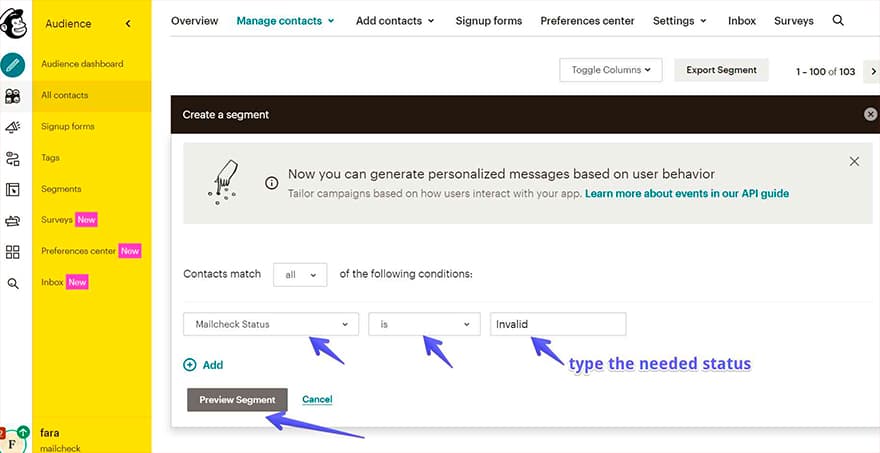 Audience
Overview
Manage contacts
Add contacts
Signup forms
Preferences center
Settings
Inbox
Surveys
Audience dashboard
All contacts
Signup forms
Tags
Segments
Surveys New
Preferences center New
Inbox New
fara
mailcheck
F
2
Toggle Columns
Export Segment
1 – 100 of 103
Create a segment
Now you can generate personalized messages based on user behavior
Tailor campaigns based on how users interact with your app. Learn more about events in our API guide
Contacts match all of the following conditions:
Mailcheck Status
is
Invalid
type the needed status
Add
Preview Segment
Cancel